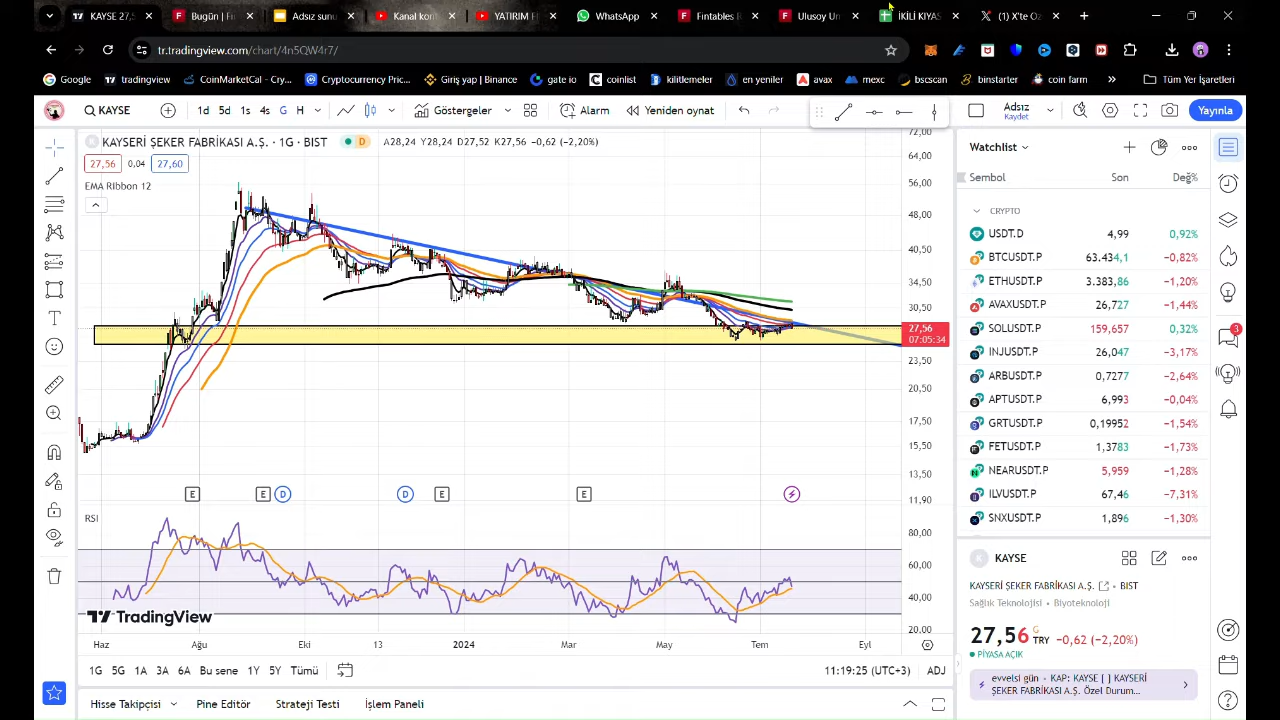 KAYSE 27,5
Bugün | Fi
Adsız sunu
Kanal kon
YATIRIM F
WhatsApp
Fintables
Ulusoy Un
İKİLİ KIYAS
(1) X'te Oz
tr.tradingview.com/chart/4n5QW4r7/
Google
tradingview
CoinMarketCal - Cry...
Cryptocurrency Pric...
Giriş yap | Binance
gate io
coinlist
kilitlemeler
en yeniler
avax
mexc
bscscan
binstarter
coin farm
Tüm Yer İşaretleri
KAYSE
1d 5d 1s 4s G H
Göstergeler
Alarm
Yeniden oynat
Adsız
Kaydet
Yayınla
KAYSERİ ŞEKER FABRİKASI A.Ş. · 1G · BIST
D
A28,24 Y28,24 D27,52 K27,56 −0,62 (−2,20%)
27,56 0,04 27,60
EMA Ribbon 12
72,00
64,00
56,00
48,00
40,50
34,50
30,50
27,56
07:05:34
23,50
20,50
17,50
15,50
13,50
11,90
E E D D E E
RSI
80,00
60,00
40,00
20,00
TradingView
Haz Ağu Eki 13 2024 Mar May Tem Eyl
1G 5G 1A 3A 6A Bu sene 1Y 5Y Tümü
11:19:25 (UTC+3) ADJ
Hisse Takipçisi
Pine Editör
Strateji Testi
İşlem Paneli
Watchlist
Sembol Son Değ%
CRYPTO
USDT.D 4,99 0,92%
BTCUSDT.P 63.434,1 −0,82%
ETHUSDT.P 3.383,86 −1,20%
AVAXUSDT.P 26,727 −1,44%
SOLUSDT.P 159,657 0,32%
INJUSDT.P 26,047 −3,17%
ARBUSDT.P 0,7277 −2,64%
APTUSDT.P 6,993 −0,04%
GRTUSDT.P 0,19952 −1,54%
FETUSDT.P 1,3783 −1,73%
NEARUSDT.P 5,959 −1,28%
ILVUSDT.P 67,46 −7,31%
SNXUSDT.P 1,896 −1,30%
3
KAYSE
KAYSERİ ŞEKER FABRİKASI A.Ş. • BIST
Sağlık Teknolojisi • Biyoteknoloji
27,56 G TRY −0,62 (−2,20%)
PİYASA AÇIK
evvelsi gün • KAP: KAYSE [ ] KAYSERİ
ŞEKER FABRİKASI A.Ş. Özel Durum...